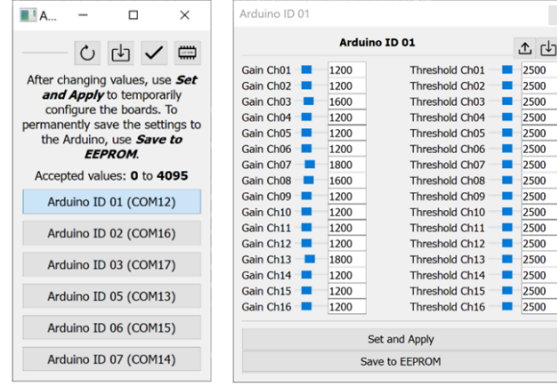 A...
After changing values, use Set
and Apply to temporarily
configure the boards. To
permanently save the settings to
the Arduino, use Save to
EEPROM.
Accepted values: 0 to 4095
Arduino ID 01 (COM12)
Arduino ID 02 (COM16)
Arduino ID 03 (COM17)
Arduino ID 05 (COM13)
Arduino ID 06 (COM15)
Arduino ID 07 (COM14)
Arduino ID 01
Arduino ID 01
Gain Ch01 1200 Threshold Ch01 2500
Gain Ch02 1200 Threshold Ch02 2500
Gain Ch03 1600 Threshold Ch03 2500
Gain Ch04 1200 Threshold Ch04 2500
Gain Ch05 1200 Threshold Ch05 2500
Gain Ch06 1200 Threshold Ch06 2500
Gain Ch07 1800 Threshold Ch07 2500
Gain Ch08 1600 Threshold Ch08 2500
Gain Ch09 1200 Threshold Ch09 2500
Gain Ch10 1200 Threshold Ch10 2500
Gain Ch11 1200 Threshold Ch11 2500
Gain Ch12 1200 Threshold Ch12 2500
Gain Ch13 1800 Threshold Ch13 2500
Gain Ch14 1200 Threshold Ch14 2500
Gain Ch15 1200 Threshold Ch15 2500
Gain Ch16 1200 Threshold Ch16 2500
Set and Apply
Save to EEPROM